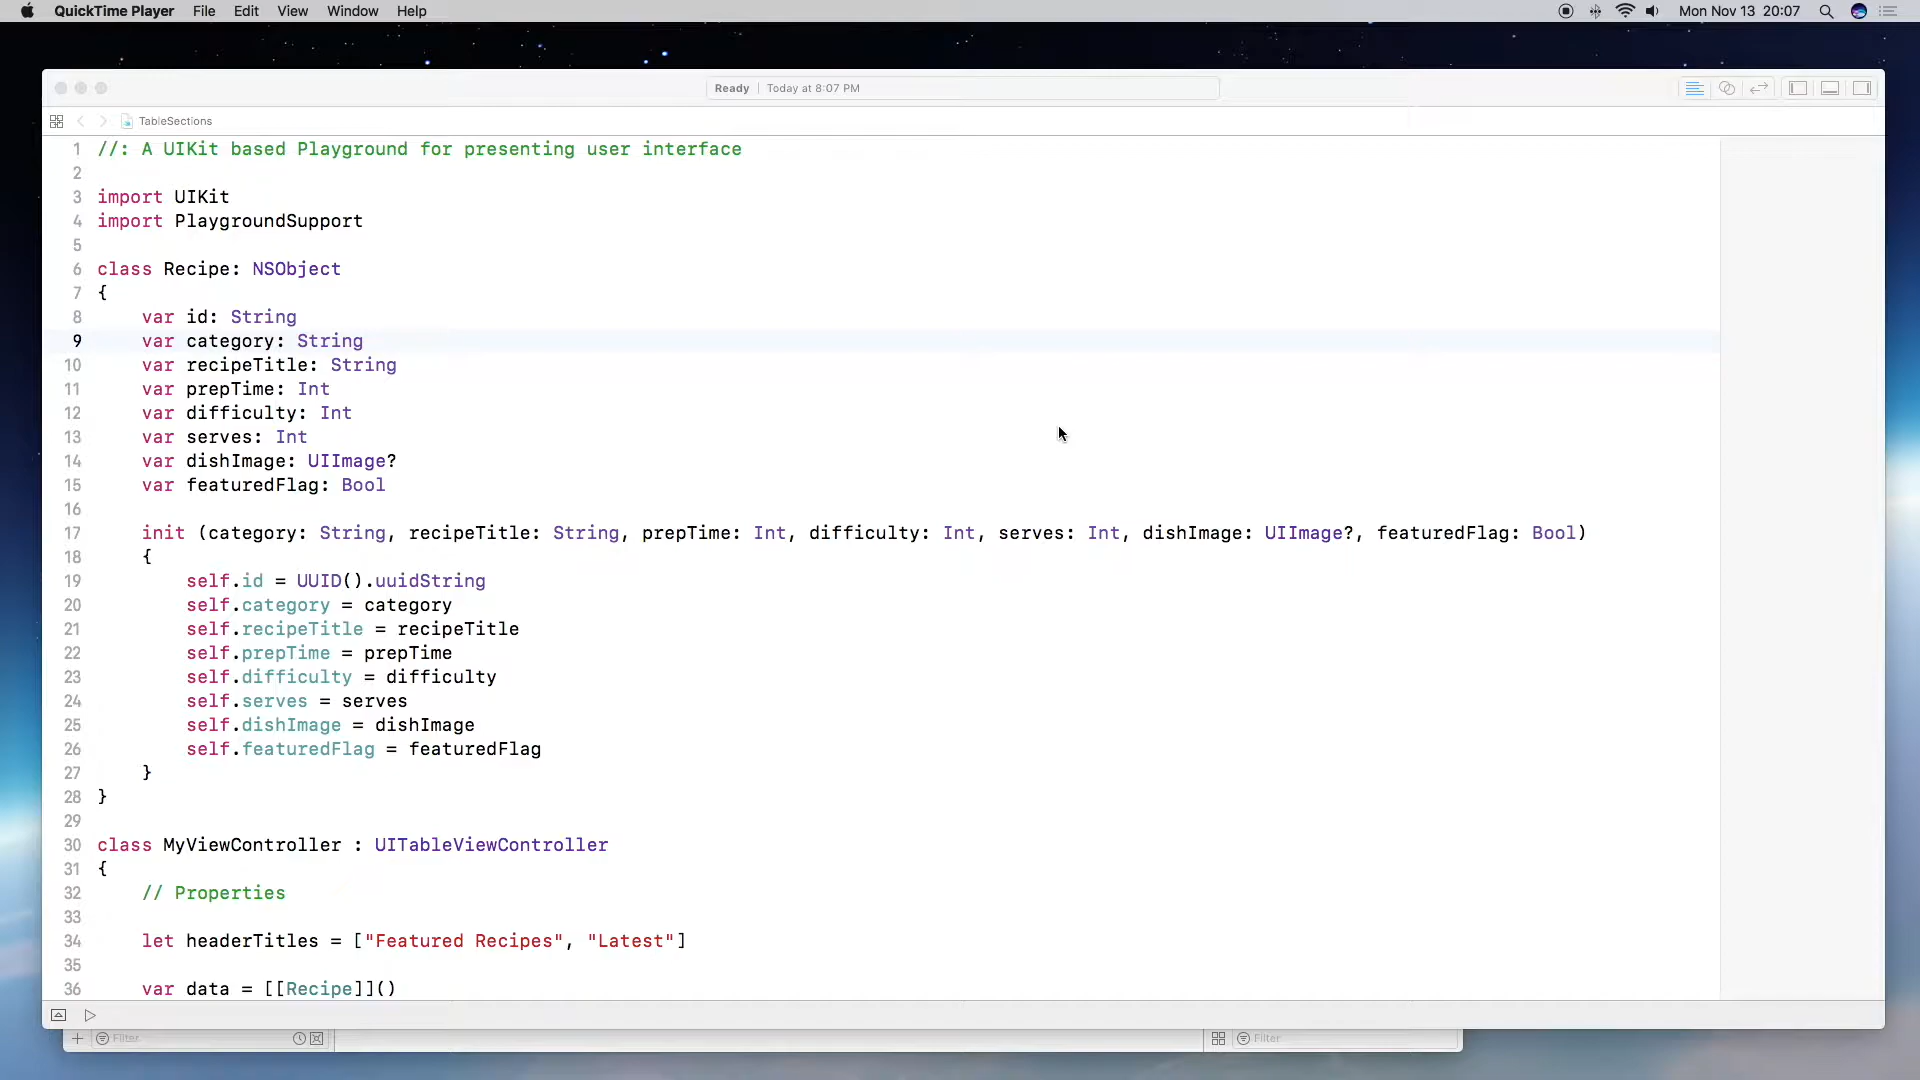 QuickTime Player File Edit View Window Help Mon Nov 13 20:07
Ready Today at 8:07 PM
TableSections
1 //: A UIKit based Playground for presenting user interface
2
3 import UIKit
4 import PlaygroundSupport
5
6 class Recipe: NSObject
7 {
8 var id: String
9 var category: String
10 var recipeTitle: String
11 var prepTime: Int
12 var difficulty: Int
13 var serves: Int
14 var dishImage: UIImage?
15 var featuredFlag: Bool
16
17 init (category: String, recipeTitle: String, prepTime: Int, difficulty: Int, serves: Int, dishImage: UIImage?, featuredFlag: Bool)
18 {
19 self.id = UUID().uuidString
20 self.category = category
21 self.recipeTitle = recipeTitle
22 self.prepTime = prepTime
23 self.difficulty = difficulty
24 self.serves = serves
25 self.dishImage = dishImage
26 self.featuredFlag = featuredFlag
27 }
28 }
29
30 class MyViewController : UITableViewController
31 {
32 // Properties
33
34 let headerTitles = ["Featured Recipes", "Latest"]
35
36 var data = [[Recipe]]()
Filter Filter